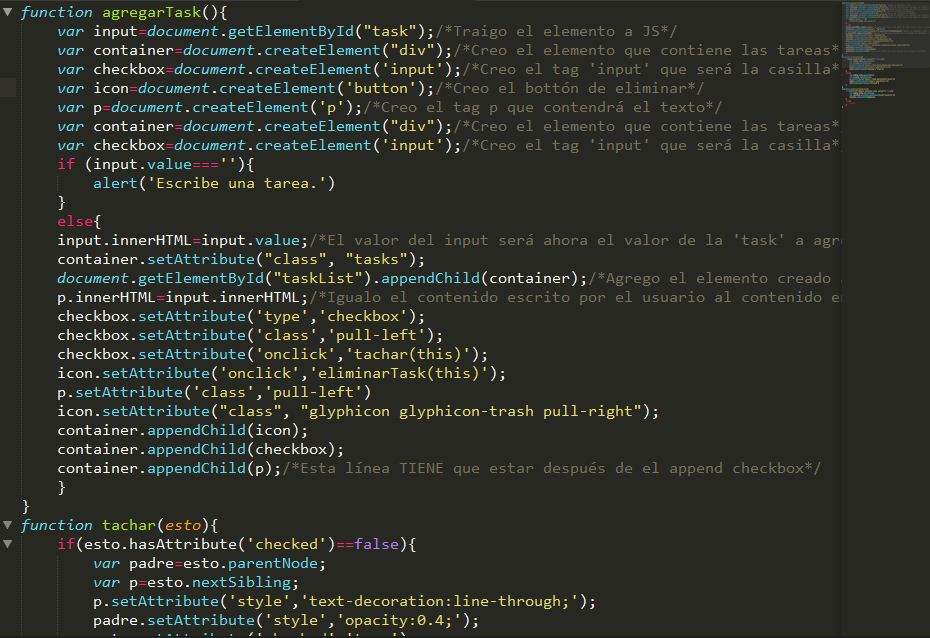 function agregarTask(){
var input=document.getElementById("task");/*Traigo el elemento a JS*/
var container=document.createElement("div");/*Creo el elemento que contiene las tareas*
var checkbox=document.createElement('input');/*Creo el tag 'input' que será la casilla*
var icon=document.createElement('button');/*Creo el bottón de eliminar*/
var p=document.createElement('p');/*Creo el tag p que contendrá el texto*/
var container=document.createElement("div");/*Creo el elemento que contiene las tareas*
var checkbox=document.createElement('input');/*Creo el tag 'input' que será la casilla*
if (input.value===''){
alert('Escribe una tarea.')
}
else{
input.innerHTML=input.value;/*El valor del input será ahora el valor de la 'task' a agr
container.setAttribute("class", "tasks");
document.getElementById("taskList").appendChild(container);/*Agrego el elemento creado
p.innerHTML=input.innerHTML;/*Igualo el contenido escrito por el usuario al contenido e
checkbox.setAttribute('type','checkbox');
checkbox.setAttribute('class','pull-left');
checkbox.setAttribute('onclick','tachar(this)');
icon.setAttribute('onclick','eliminarTask(this)');
p.setAttribute('class','pull-left')
icon.setAttribute("class", "glyphicon glyphicon-trash pull-right");
container.appendChild(icon);
container.appendChild(checkbox);
container.appendChild(p);/*Esta línea TIENE que estar después de el append checkbox*/
}
}
function tachar(esto){
if(esto.hasAttribute('checked')==false){
var padre=esto.parentNode;
var p=esto.nextSibling;
p.setAttribute('style','text-decoration:line-through;');
padre.setAttribute('style','opacity:0.4;');